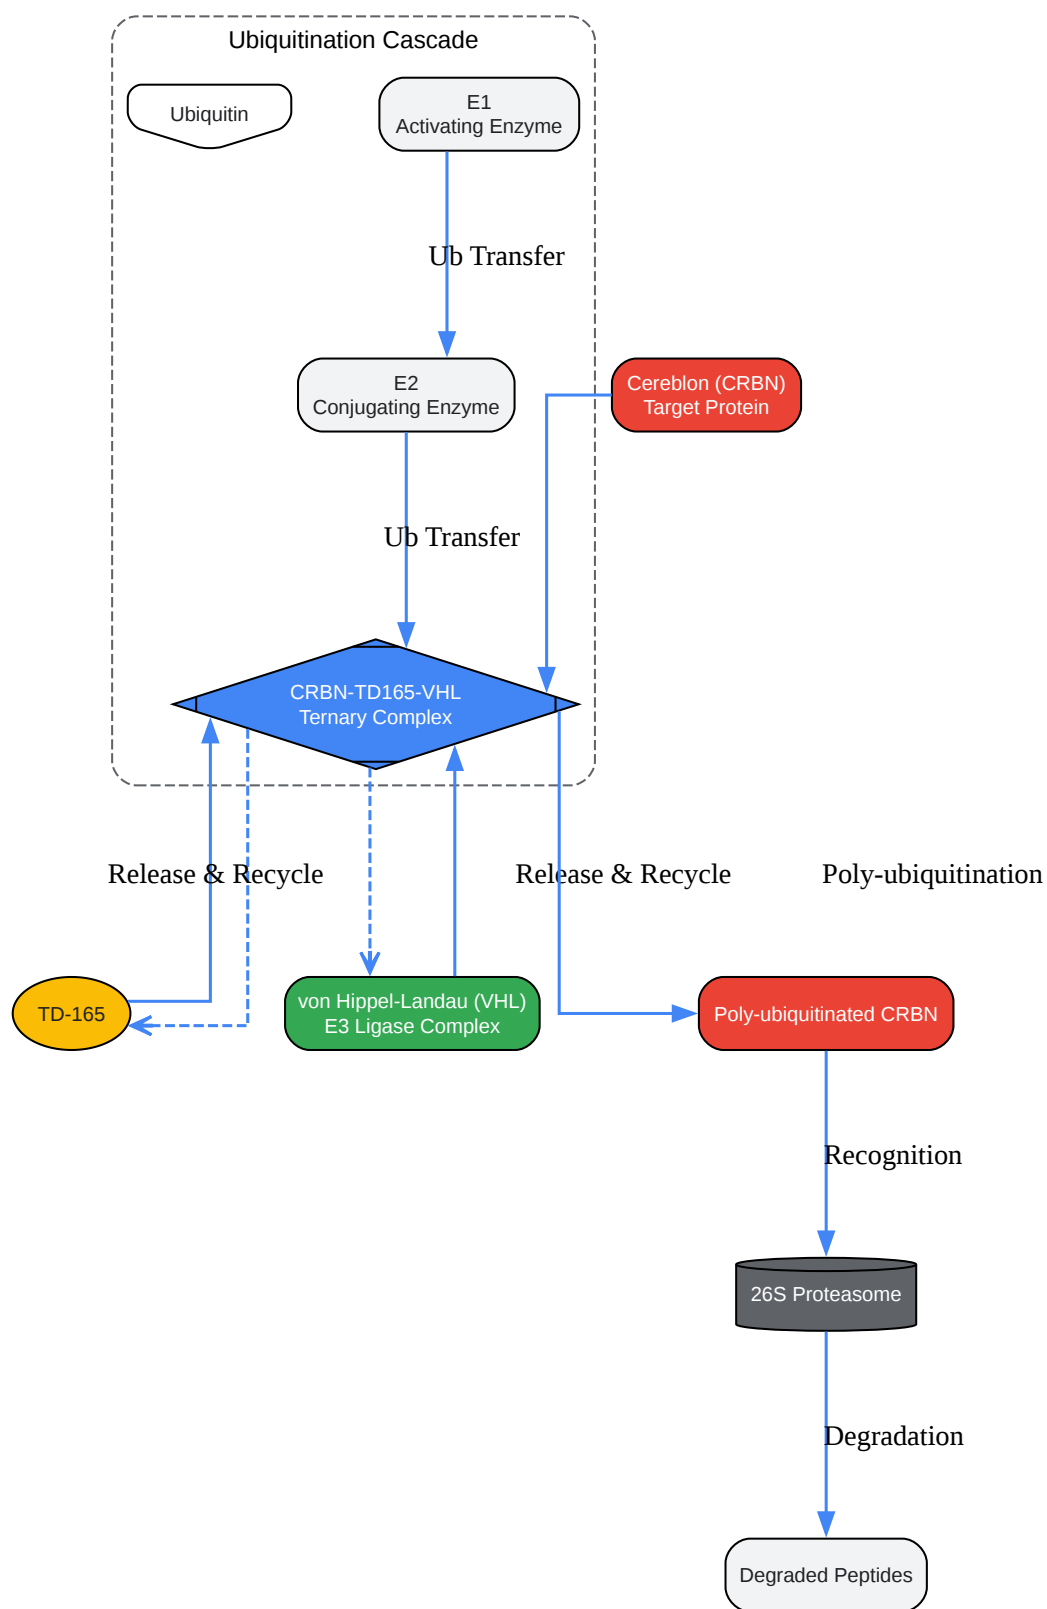 Ubiquitination Cascade
Ubiquitin
E1
Activating Enzyme
Ub Transfer
E2
Conjugating Enzyme
Cereblon (CRBN)
Target Protein
Ub Transfer
CRBN-TD165-VHL
Ternary Complex
Release & Recycle
Release & Recycle
Poly-ubiquitination
TD-165
von Hippel-Landau (VHL)
E3 Ligase Complex
Poly-ubiquitinated CRBN
Recognition
26S Proteasome
Degradation
Degraded Peptides